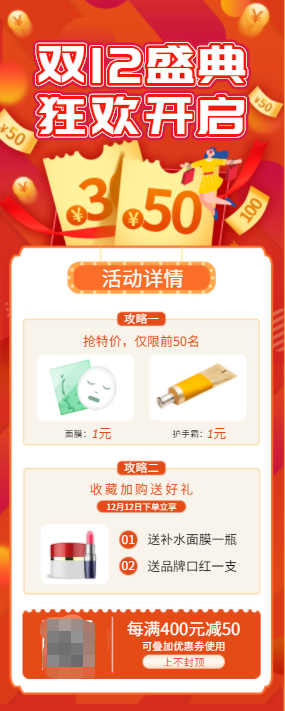 双12盛典
狂欢开启
¥50
¥50
¥3
¥50
100
活动详情
攻略一
抢特价，仅限前50名
面膜：1元
护手霜：1元
攻略二
收藏加购送好礼
12月12日下单立享
01 送补水面膜一瓶
02 送品牌口红一支
每满400元减50
可叠加优惠券使用
上不封顶